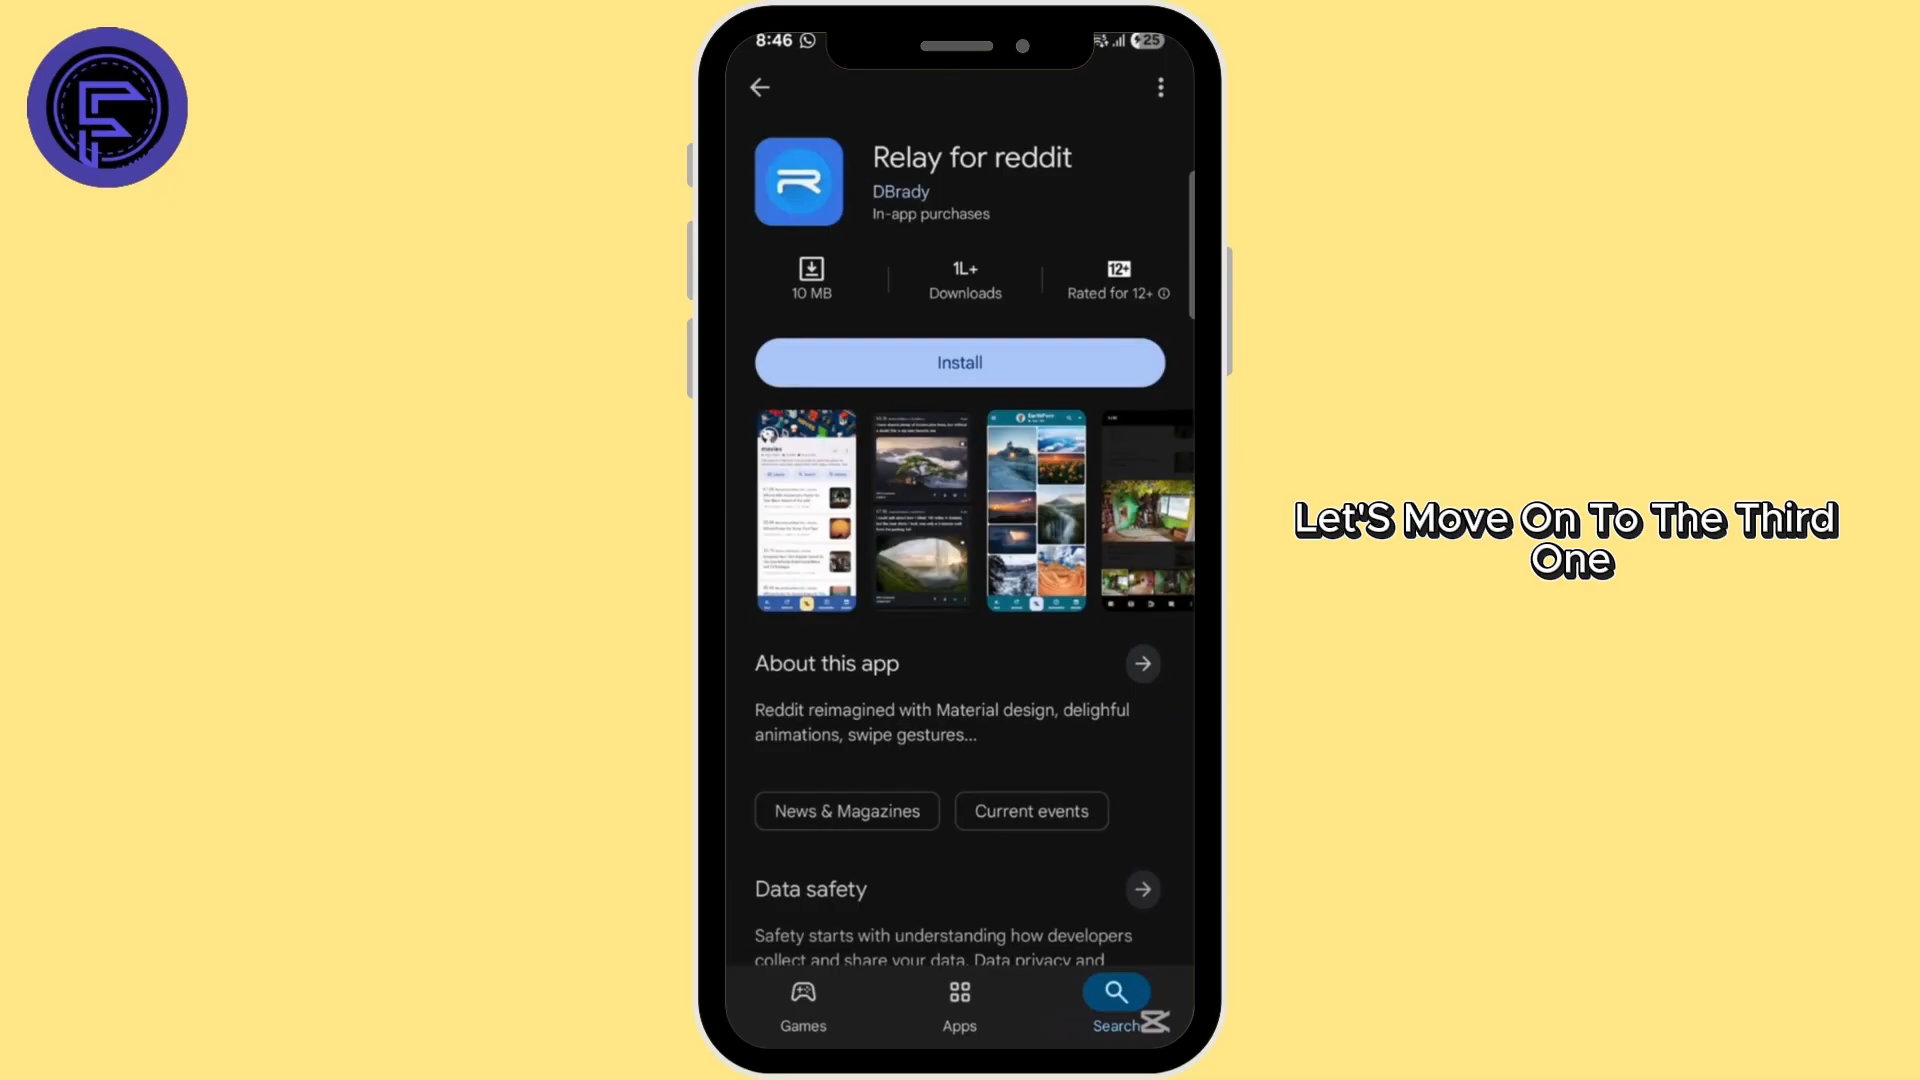 8:46
25
Relay for reddit
DBrady
In-app purchases
10 MB
1L+
Downloads
12+
Rated for 12+
Install
Let'S Move On To The Third
One
About this app
Reddit reimagined with Material design, delighful
animations, swipe gestures...
News & Magazines
Current events
Data safety
Safety starts with understanding how developers
collect and share your data. Data privacy and
Games
Apps
Search